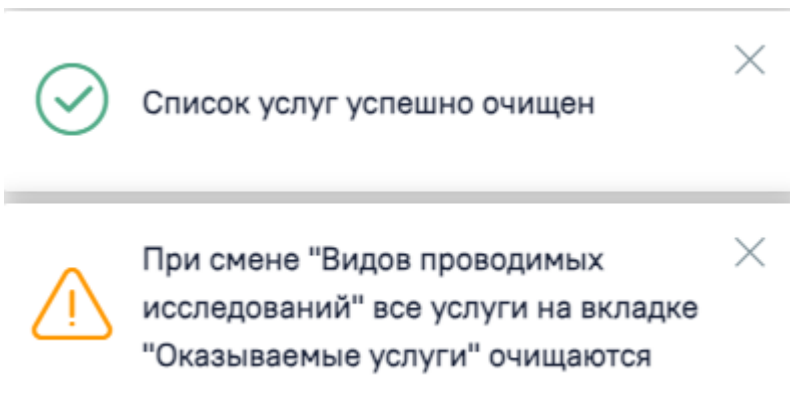 Список услуг успешно очищен
При смене "Видов проводимых
исследований" все услуги на вкладке
"Оказываемые услуги" очищаются